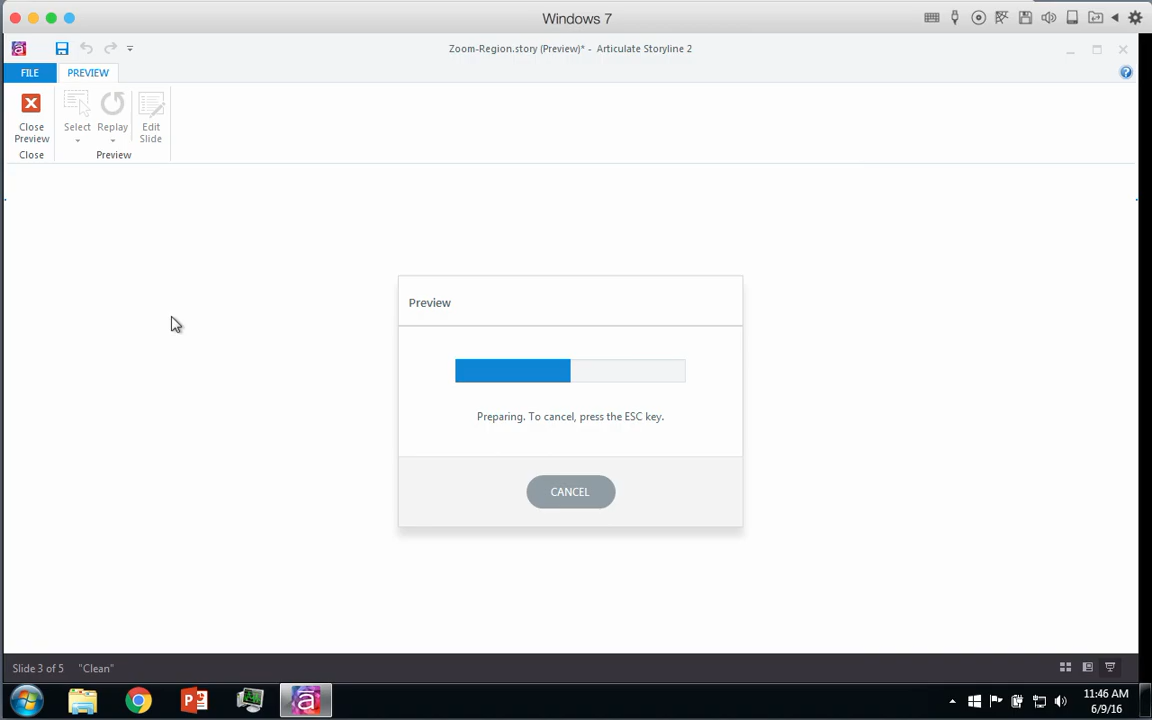 Windows 7
Zoom-Region.story (Preview)* - Articulate Storyline 2
FILE PREVIEW
Close Preview
Select
Replay
Edit Slide
Close
Preview
Preview
Preparing. To cancel, press the ESC key.
CANCEL
Slide 3 of 5 "Clean"
11:46 AM
6/9/16